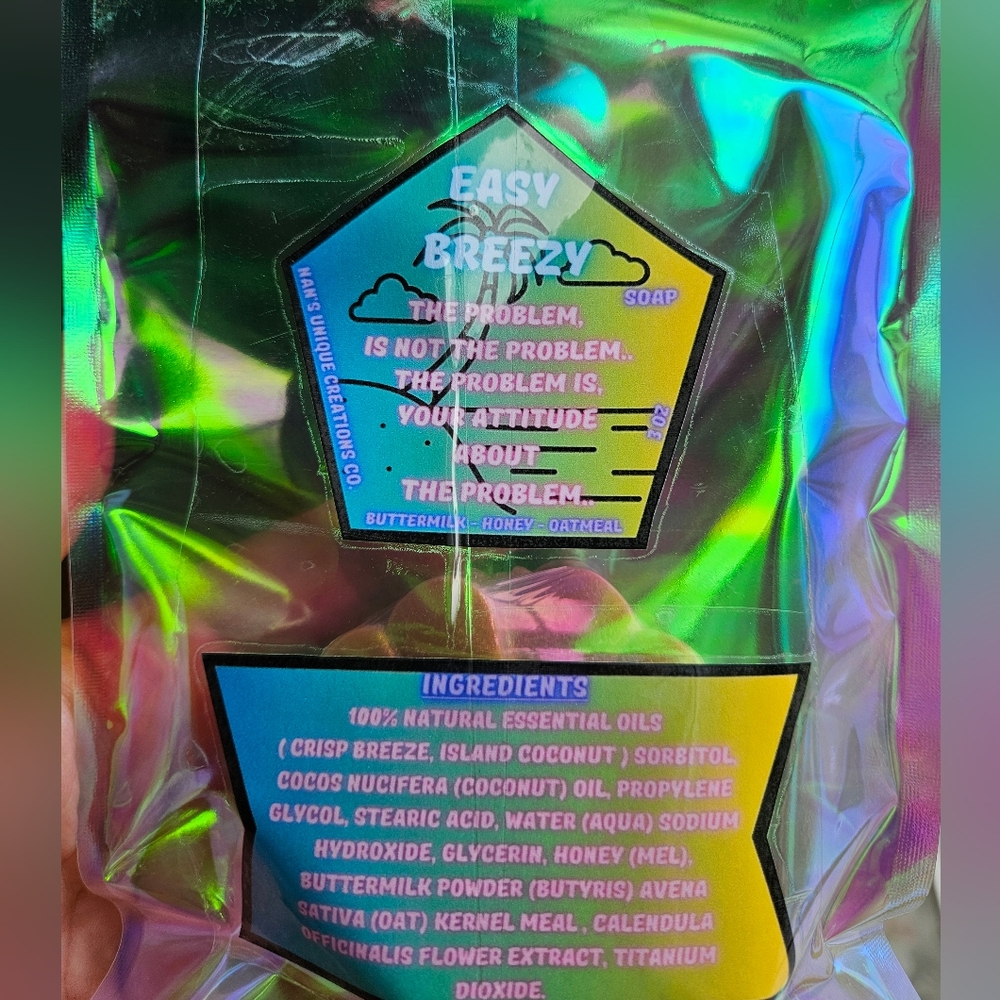 EASY
BREEZY
SOAP
NAN'S UNIQUE CREATIONS CO.
THE PROBLEM,
IS NOT THE PROBLEM..
THE PROBLEM IS,
YOUR ATTITUDE
ABOUT
THE PROBLEM..
3 OZ
BUTTERMILK - HONEY - OATMEAL
INGREDIENTS
100% NATURAL ESSENTIAL OILS
( CRISP BREEZE, ISLAND COCONUT ) SORBITOL,
COCOS NUCIFERA (COCONUT) OIL, PROPYLENE
GLYCOL, STEARIC ACID, WATER (AQUA) SODIUM
HYDROXIDE, GLYCERIN, HONEY (MEL),
BUTTERMILK POWDER (BUTYRIS) AVENA
SATIVA (OAT) KERNEL MEAL , CALENDULA
OFFICINALIS FLOWER EXTRACT, TITANIUM
DIOXIDE.